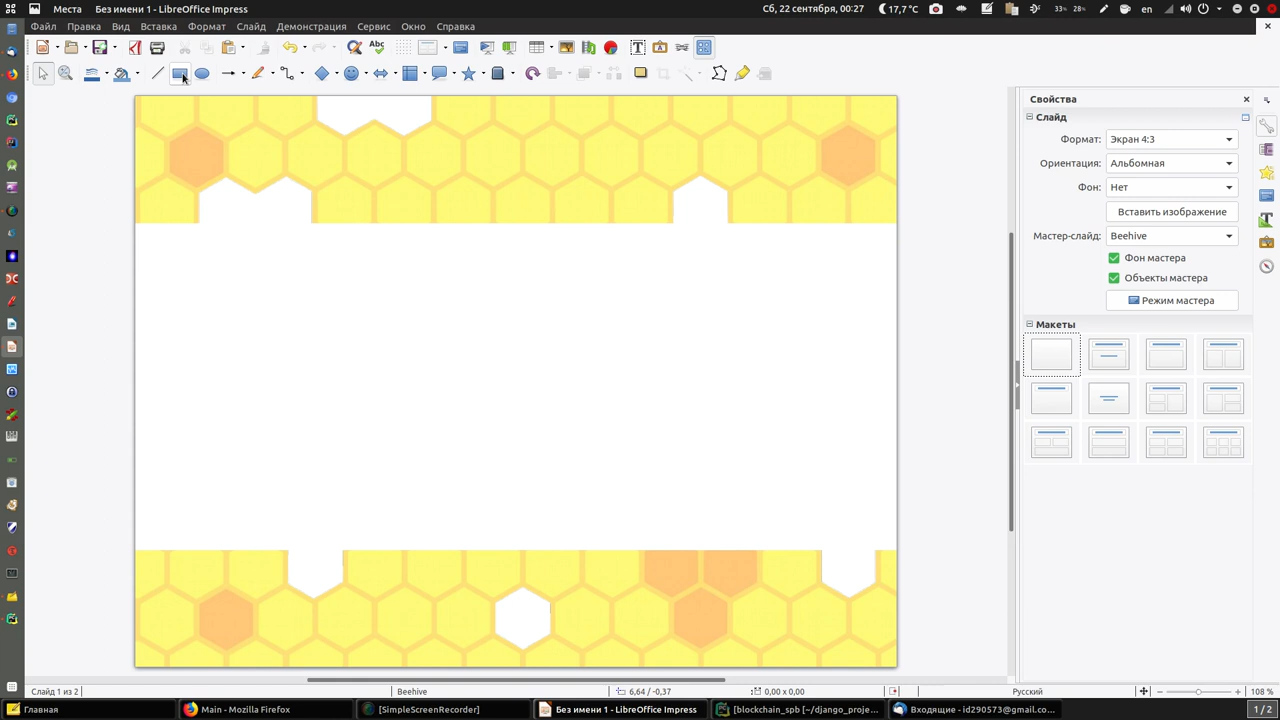 Места
Без имени 1 - LibreOffice Impress
Сб, 22 сентября, 00:27
17,7 °C
33%
28%
en
Файл
Правка
Вид
Вставка
Формат
Слайд
Демонстрация
Сервис
Окно
Справка
Abc
Свойства
Слайд
Формат:
Экран 4:3
Ориентация:
Альбомная
Фон:
Нет
Вставить изображение
Мастер-слайд:
Beehive
Фон мастера
Объекты мастера
Режим мастера
Макеты
Слайд 1 из 2
Beehive
6,64 / -0,37
0,00 x 0,00
Русский
108 %
Главная
Main - Mozilla Firefox
[SimpleScreenRecorder]
Без имени 1 - LibreOffice Impress
[blockchain_spb [~/django_proje...
Входящие - id290573@gmail.co...
1 / 2